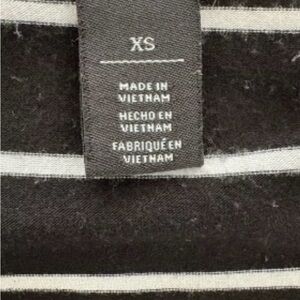 XS
MADE IN
VIETNAM
HECHO EN
VIETNAM
FABRIQUÉ EN
VIETNAM